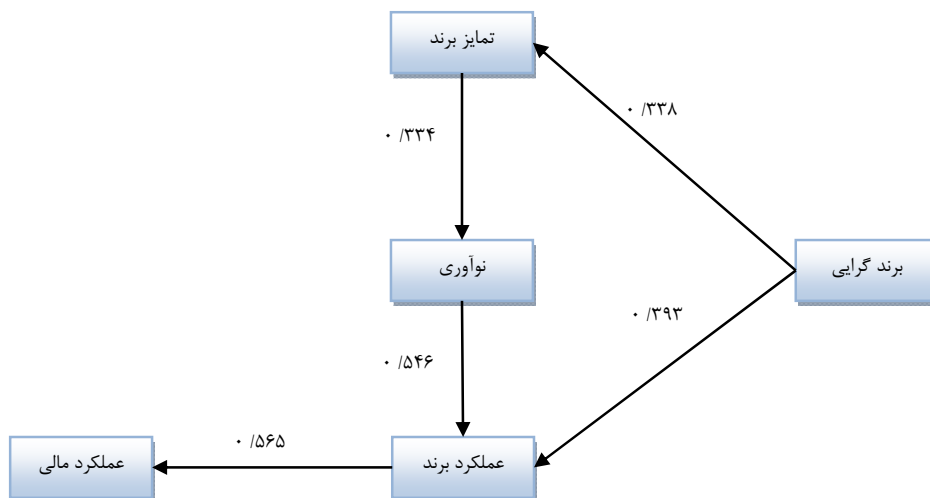 تمایز برند
۰/۳۳۸
۰/۳۳۴
نوآوری
برند گرایی
۰/۳۹۳
۰/۵۴۶
۰/۵۶۵
عملکرد برند
عملکرد مالی